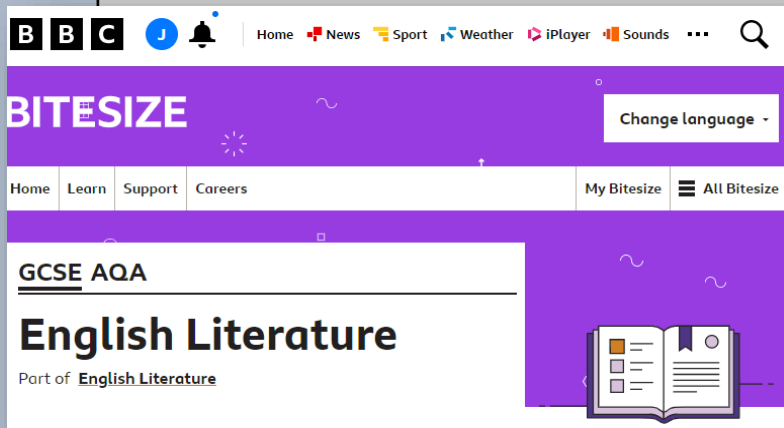 BBC J Home News Sport Weather iPlayer Sounds ...
BITESIZE
Change language
Home Learn Support Careers My Bitesize All Bitesize
GCSE AQA
English Literature
Part of English Literature